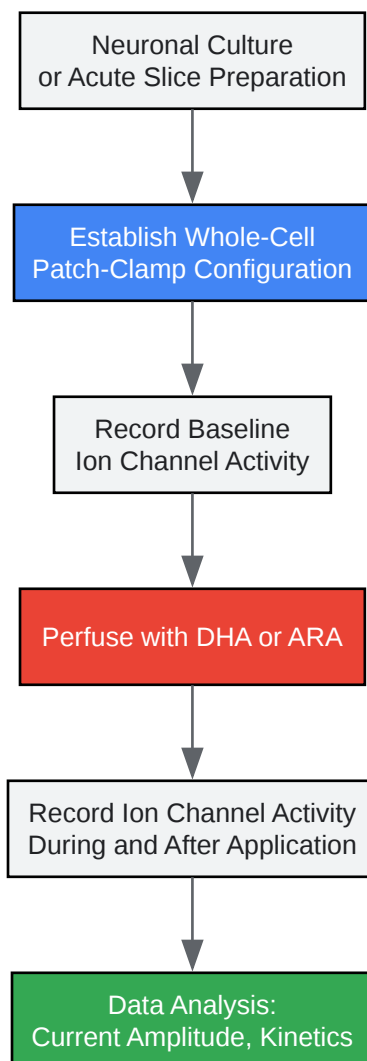 Neuronal Culture
or Acute Slice Preparation
Establish Whole-Cell
Patch-Clamp Configuration
Record Baseline
Ion Channel Activity
Perfuse with DHA or ARA
Record Ion Channel Activity
During and After Application
Data Analysis:
Current Amplitude, Kinetics